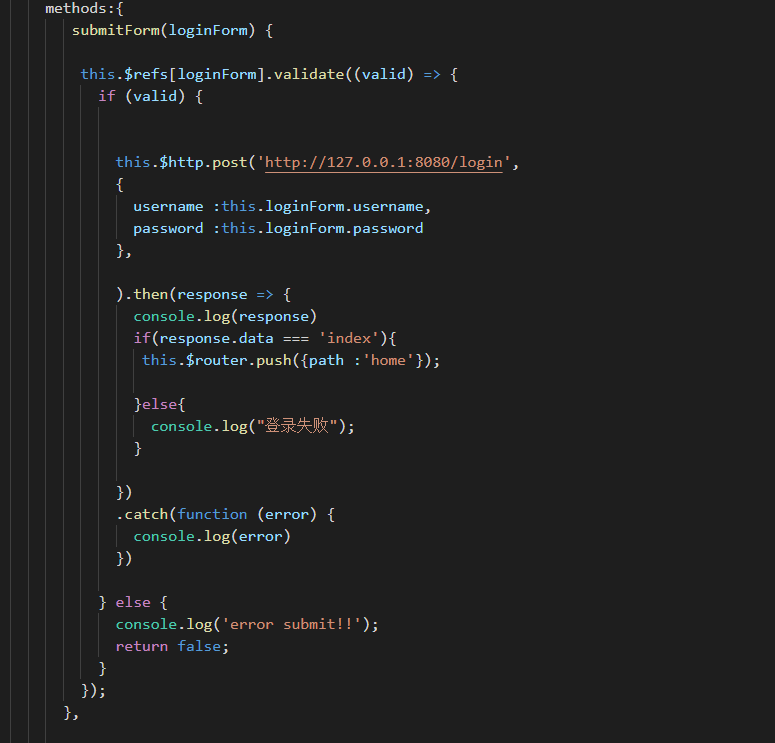 methods:{
submitForm(loginForm) {
this.$refs[loginForm].validate((valid) => {
if (valid) {
this.$http.post('http://127.0.0.1:8080/login',
{
username :this.loginForm.username,
password :this.loginForm.password
},
).then(response => {
console.log(response)
if(response.data === 'index'){
this.$router.push({path :'home'});
}else{
console.log("登录失败");
}
})
.catch(function (error) {
console.log(error)
})
} else {
console.log('error submit!!');
return false;
}
});
},